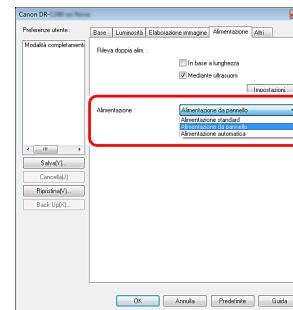 Canon DR-
Preferenze utente :
Modalità completamente
Salva(Y)...
Cancella(J)
Ripristina(V)...
Back Up(X)...
Base
Luminosità
Elaborazione immagine
Alimentazione
Altri
Rileva doppia alim. :
In base a lunghezza
Mediante ultrasuoni
Impostazioni...
Alimentazione :
Alimentazione da pannello
Alimentazione standard
Alimentazione da pannello
Alimentazione automatica
OK
Annulla
Predefinite
Guida